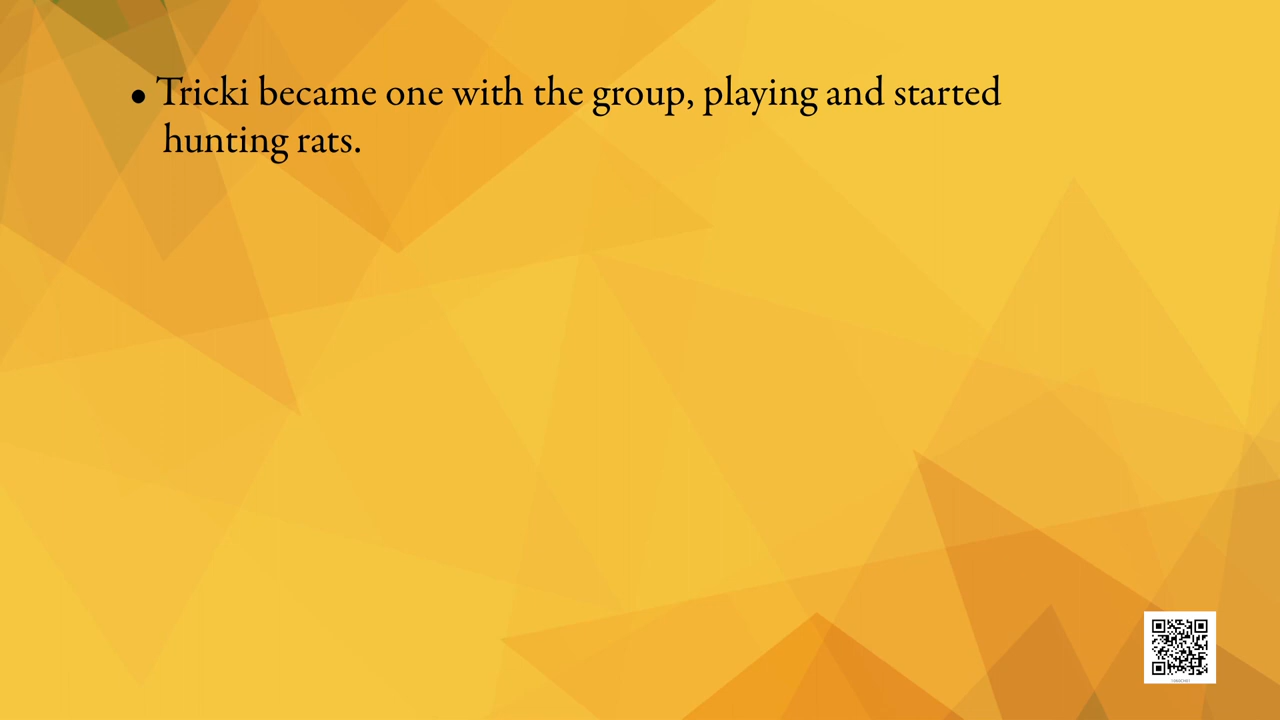 • Tricki became one with the group, playing and started
hunting rats.